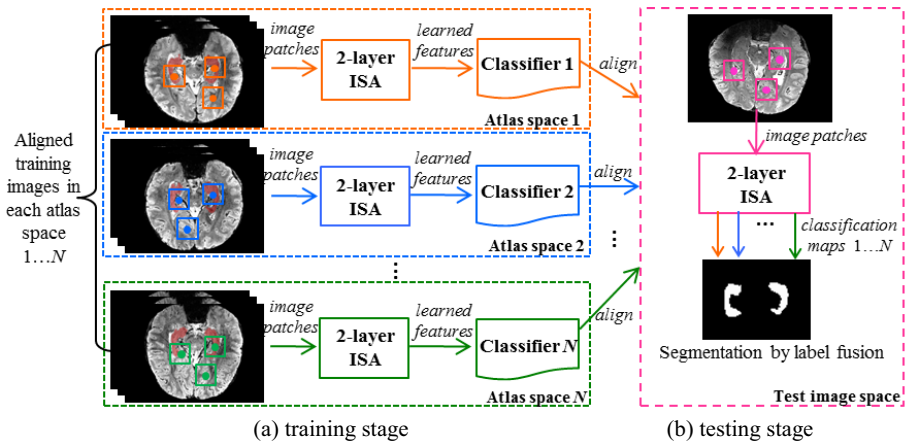 Aligned
training
images in
each atlas
space
1…N
image
patches
2-layer
ISA
learned
features
Classifier 1
align
Atlas space 1
image
patches
2-layer
ISA
learned
features
Classifier 2
align
Atlas space 2
...
...
image
patches
2-layer
ISA
learned
features
Classifier N
align
Atlas space N
(a) training stage
image patches
2-layer
ISA
...
classification
maps 1…N
Segmentation by label fusion
Test image space
(b) testing stage